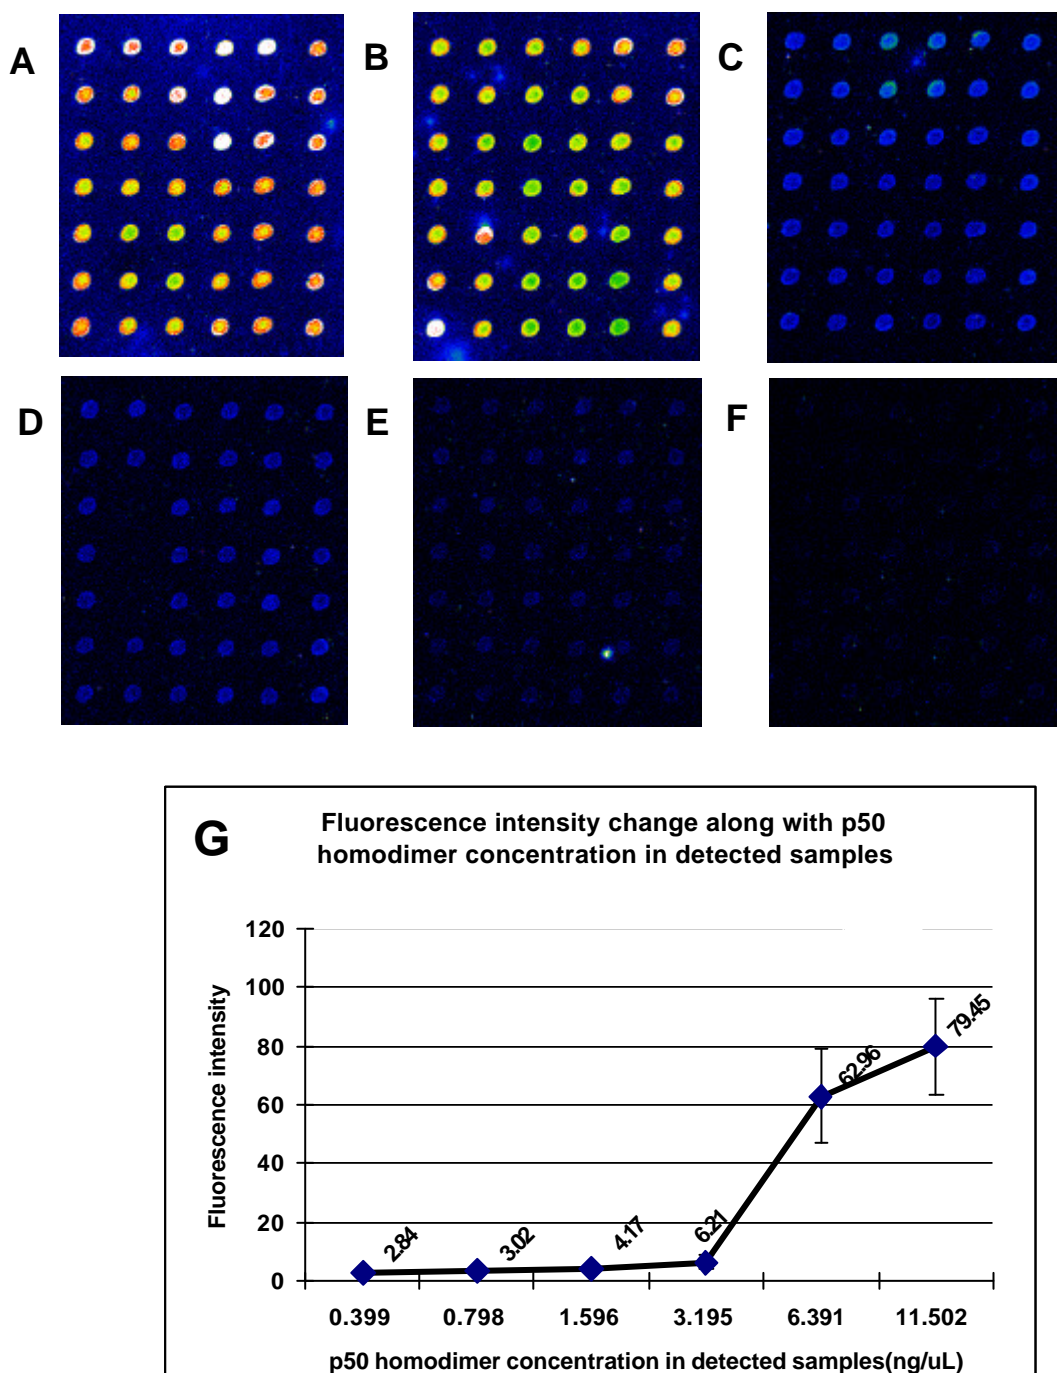 A
B
C
D
E
F
G
Fluorescence intensity change along with p50
homodimer concentration in detected samples
120
100
80
60
40
20
0
Fluorescence intensity
2.84
3.02
4.17
6.21
62.96
79.45
0.399 0.798 1.596 3.195 6.391 11.502
p50 homodimer concentration in detected samples(ng/uL)